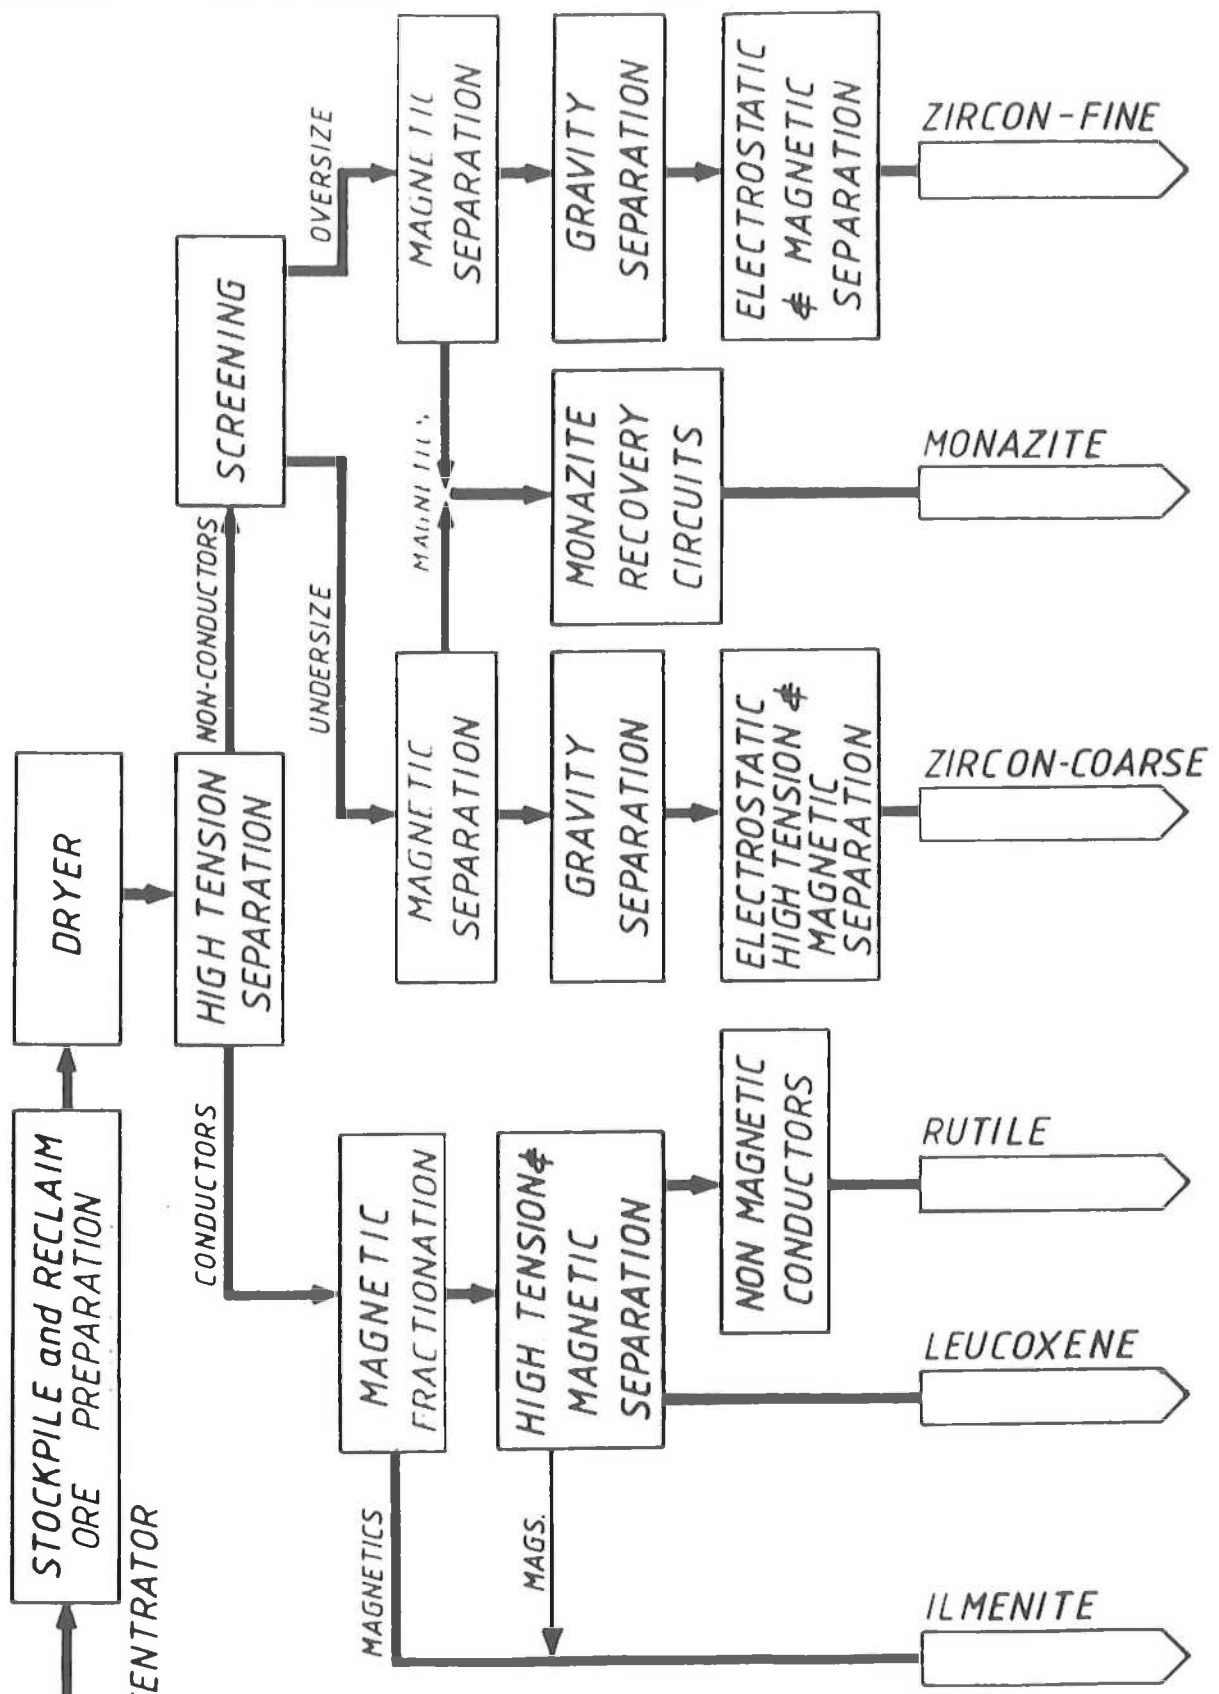 STOCKPILE and RECLAIM
ORE PREPARATION
DRYER
HIGH TENSION
SEPARATION
CONDUCTORS
NON-CONDUCTORS
SCREENING
UNDERSIZE
OVERSIZE
MAGNETIC
FRACTIONATION
MAGNETICS
HIGH TENSION &
MAGNETIC
SEPARATION
MAGS.
NON MAGNETIC
CONDUCTORS
MAGNETIC
SEPARATION
MAGNETICS
MAGNETIC
SEPARATION
GRAVITY
SEPARATION
MONAZITE
RECOVERY
CIRCUITS
GRAVITY
SEPARATION
ELECTROSTATIC
HIGH TENSION &
MAGNETIC
SEPARATION
ELECTROSTATIC
& MAGNETIC
SEPARATION
ILMENITE
LEUCOXENE
RUTILE
ZIRCON-COARSE
MONAZITE
ZIRCON-FINE